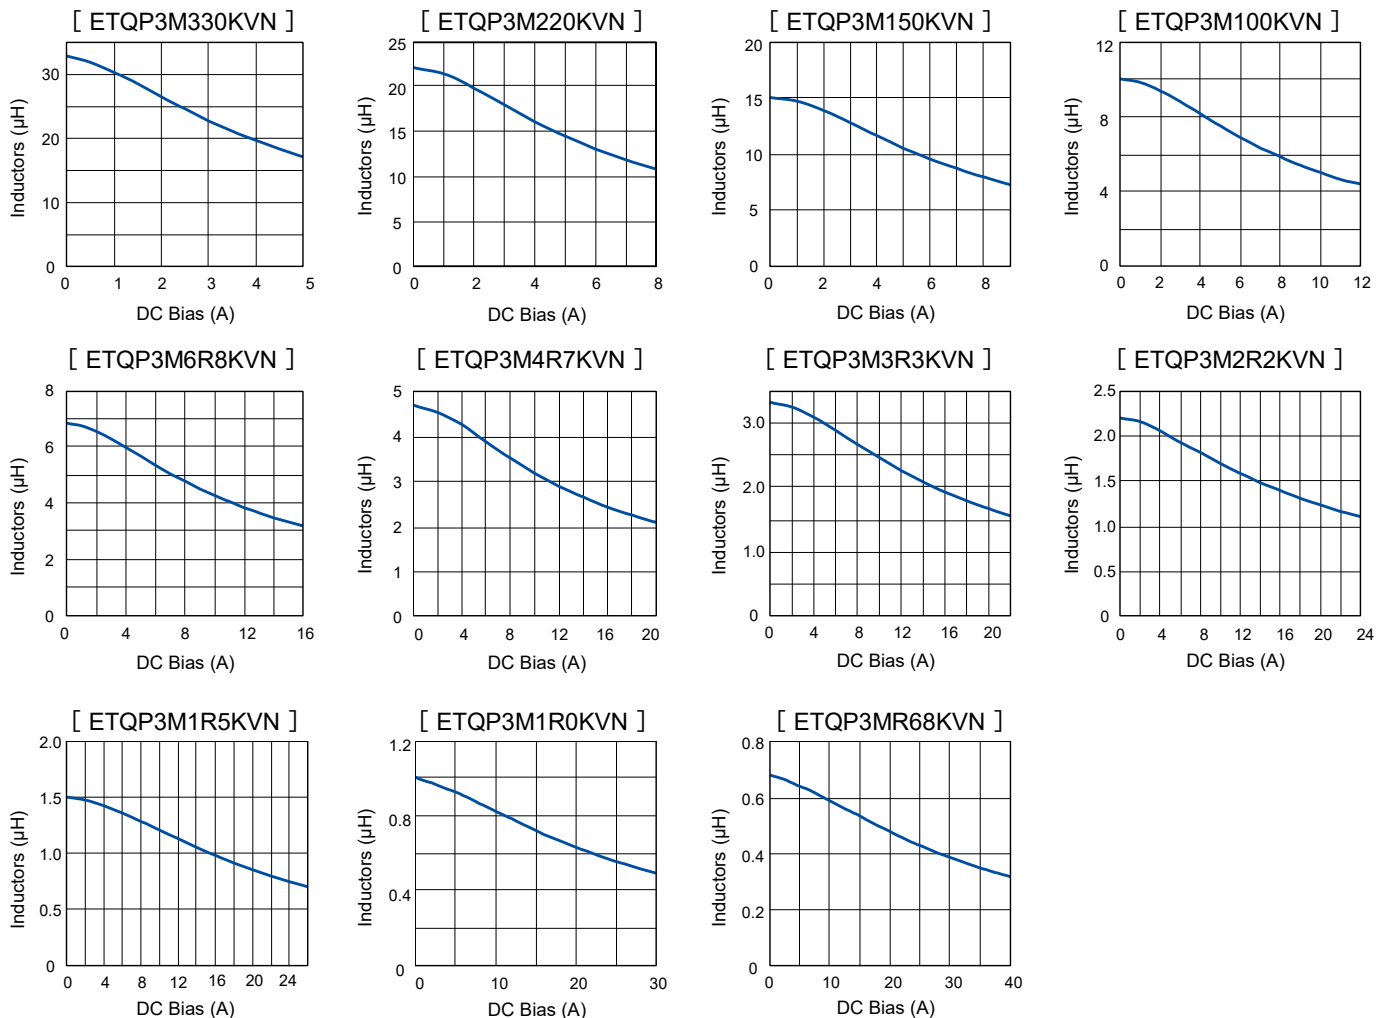 [ ETQP3M330KVN ]
Inductors (µH)
30
20
10
0
0 1 2 3 4 5
DC Bias (A)
[ ETQP3M220KVN ]
Inductors (µH)
25
20
15
10
5
0
0 2 4 6 8
DC Bias (A)
[ ETQP3M150KVN ]
Inductors (µH)
20
15
10
5
0
0 2 4 6 8
DC Bias (A)
[ ETQP3M100KVN ]
Inductors (µH)
12
8
4
0
0 2 4 6 8 10 12
DC Bias (A)
[ ETQP3M6R8KVN ]
Inductors (µH)
8
6
4
2
0
0 4 8 12 16
DC Bias (A)
[ ETQP3M4R7KVN ]
Inductors (µH)
5
4
3
2
1
0
0 4 8 12 16 20
DC Bias (A)
[ ETQP3M3R3KVN ]
Inductors (µH)
3.0
2.0
1.0
0
0 4 8 12 16 20
DC Bias (A)
[ ETQP3M2R2KVN ]
Inductors (µH)
2.5
2.0
1.5
1.0
0.5
0
0 4 8 12 16 20 24
DC Bias (A)
[ ETQP3M1R5KVN ]
Inductors (µH)
2.0
1.5
1.0
0.5
0
0 4 8 12 16 20 24
DC Bias (A)
[ ETQP3M1R0KVN ]
Inductors (µH)
1.2
0.8
0.4
0
0 10 20 30
DC Bias (A)
[ ETQP3MR68KVN ]
Inductors (µH)
0.8
0.6
0.4
0.2
0
0 10 20 30 40
DC Bias (A)